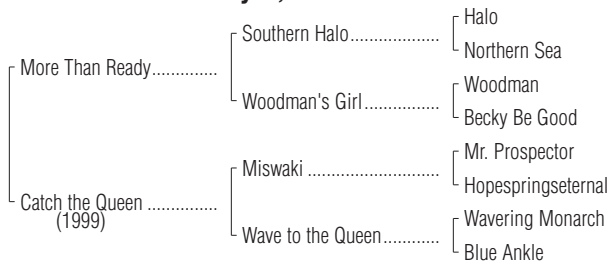 Halo
Southern Halo
Northern Sea
More Than Ready
Woodman
Woodman's Girl
Becky Be Good
Mr. Prospector
Miswaki
Hopespringseternal
Catch the Queen
(1999)
Wavering Monarch
Wave to the Queen
Blue Ankle